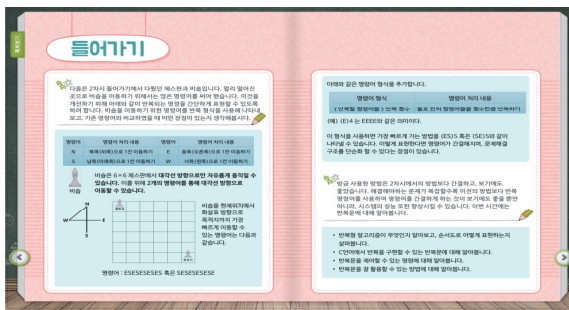 들어가기
다음은 2차시 들어가기에서 다뤘던 체스판과 비숍입니다. 멀리 떨어진
곳으로 비숍을 이동하기 위해서는 많은 명령어를 써야 했습니다. 이것을
개선하기 위해 아래와 같이 반복되는 명령을 간단하게 표현할 수 있도록
하려 합니다. 비숍을 이동하기 위한 명령어를 반복 형식을 사용해 나타내
보고, 기존 명령어와 비교하였을 때 어떤 장점이 있는지 생각해봅시다.
명령어 명령어 처리 내용 명령어 명령어 처리 내용
N 북쪽(위쪽)으로 1칸 이동하기 E 동쪽(오른쪽)으로 1칸 이동하기
S 남쪽(아래쪽)으로 1칸 이동하기 W 서쪽(왼쪽)으로 1칸 이동하기
비숍은 6×6 체스판에서 대각선 방향으로만 자유롭게 움직일 수
있습니다. 이를 위해 2개의 명령어를 통해 대각선 방향으로
이동할 수 있습니다.
비숍
N
W E
S
비숍을 현재위치에서
화살표 방향으로
목적지까지 가장
빠르게 이동할 수
있는 명령어는 다음과
같습니다.
명령어 : ESESESESES 혹은 SESESESESE
아래와 같은 명령어 형식을 추가합니다.
명령어 형식 명령어 처리 내용
( 반복할 명령어들 ) 반복 횟수 괄호 안의 명령어들을 횟수만큼 반복하기
(예) (E)4 는 EEEE와 같은 의미이다.
이 형식을 사용하면 가장 빠르게 가는 방법을 (ES)5 혹은 (SE)5와 같이
나타낼 수 있습니다. 이렇게 표현한다면 명령어가 간결해지며, 문제해결
구조를 단순화 할 수 있다는 장점이 있습니다.
방금 사용한 방법은 2차시에서의 방법보다 간결하고, 보기에도
좋았습니다. 해결해야하는 문제가 복잡할수록 이전의 방법보다 반복
명령어를 사용하며 명령어를 간결하게 하는 것이 보기에도 좋을 뿐만
아니라, 시스템의 성능 또한 향상시킬 수 있습니다. 이번 시간에는
반복문에 대해 알아봅니다.
• 반복형 알고리즘이 무엇인지 알아보고, 순서도로 어떻게 표현하는지
살펴봅니다.
• C언어에서 반복을 구현할 수 있는 반복문에 대해 알아봅니다.
• 반복문을 제어할 수 있는 명령에 대해 알아봅니다.
• 반복문을 잘 활용할 수 있는 방법에 대해 알아봅니다.